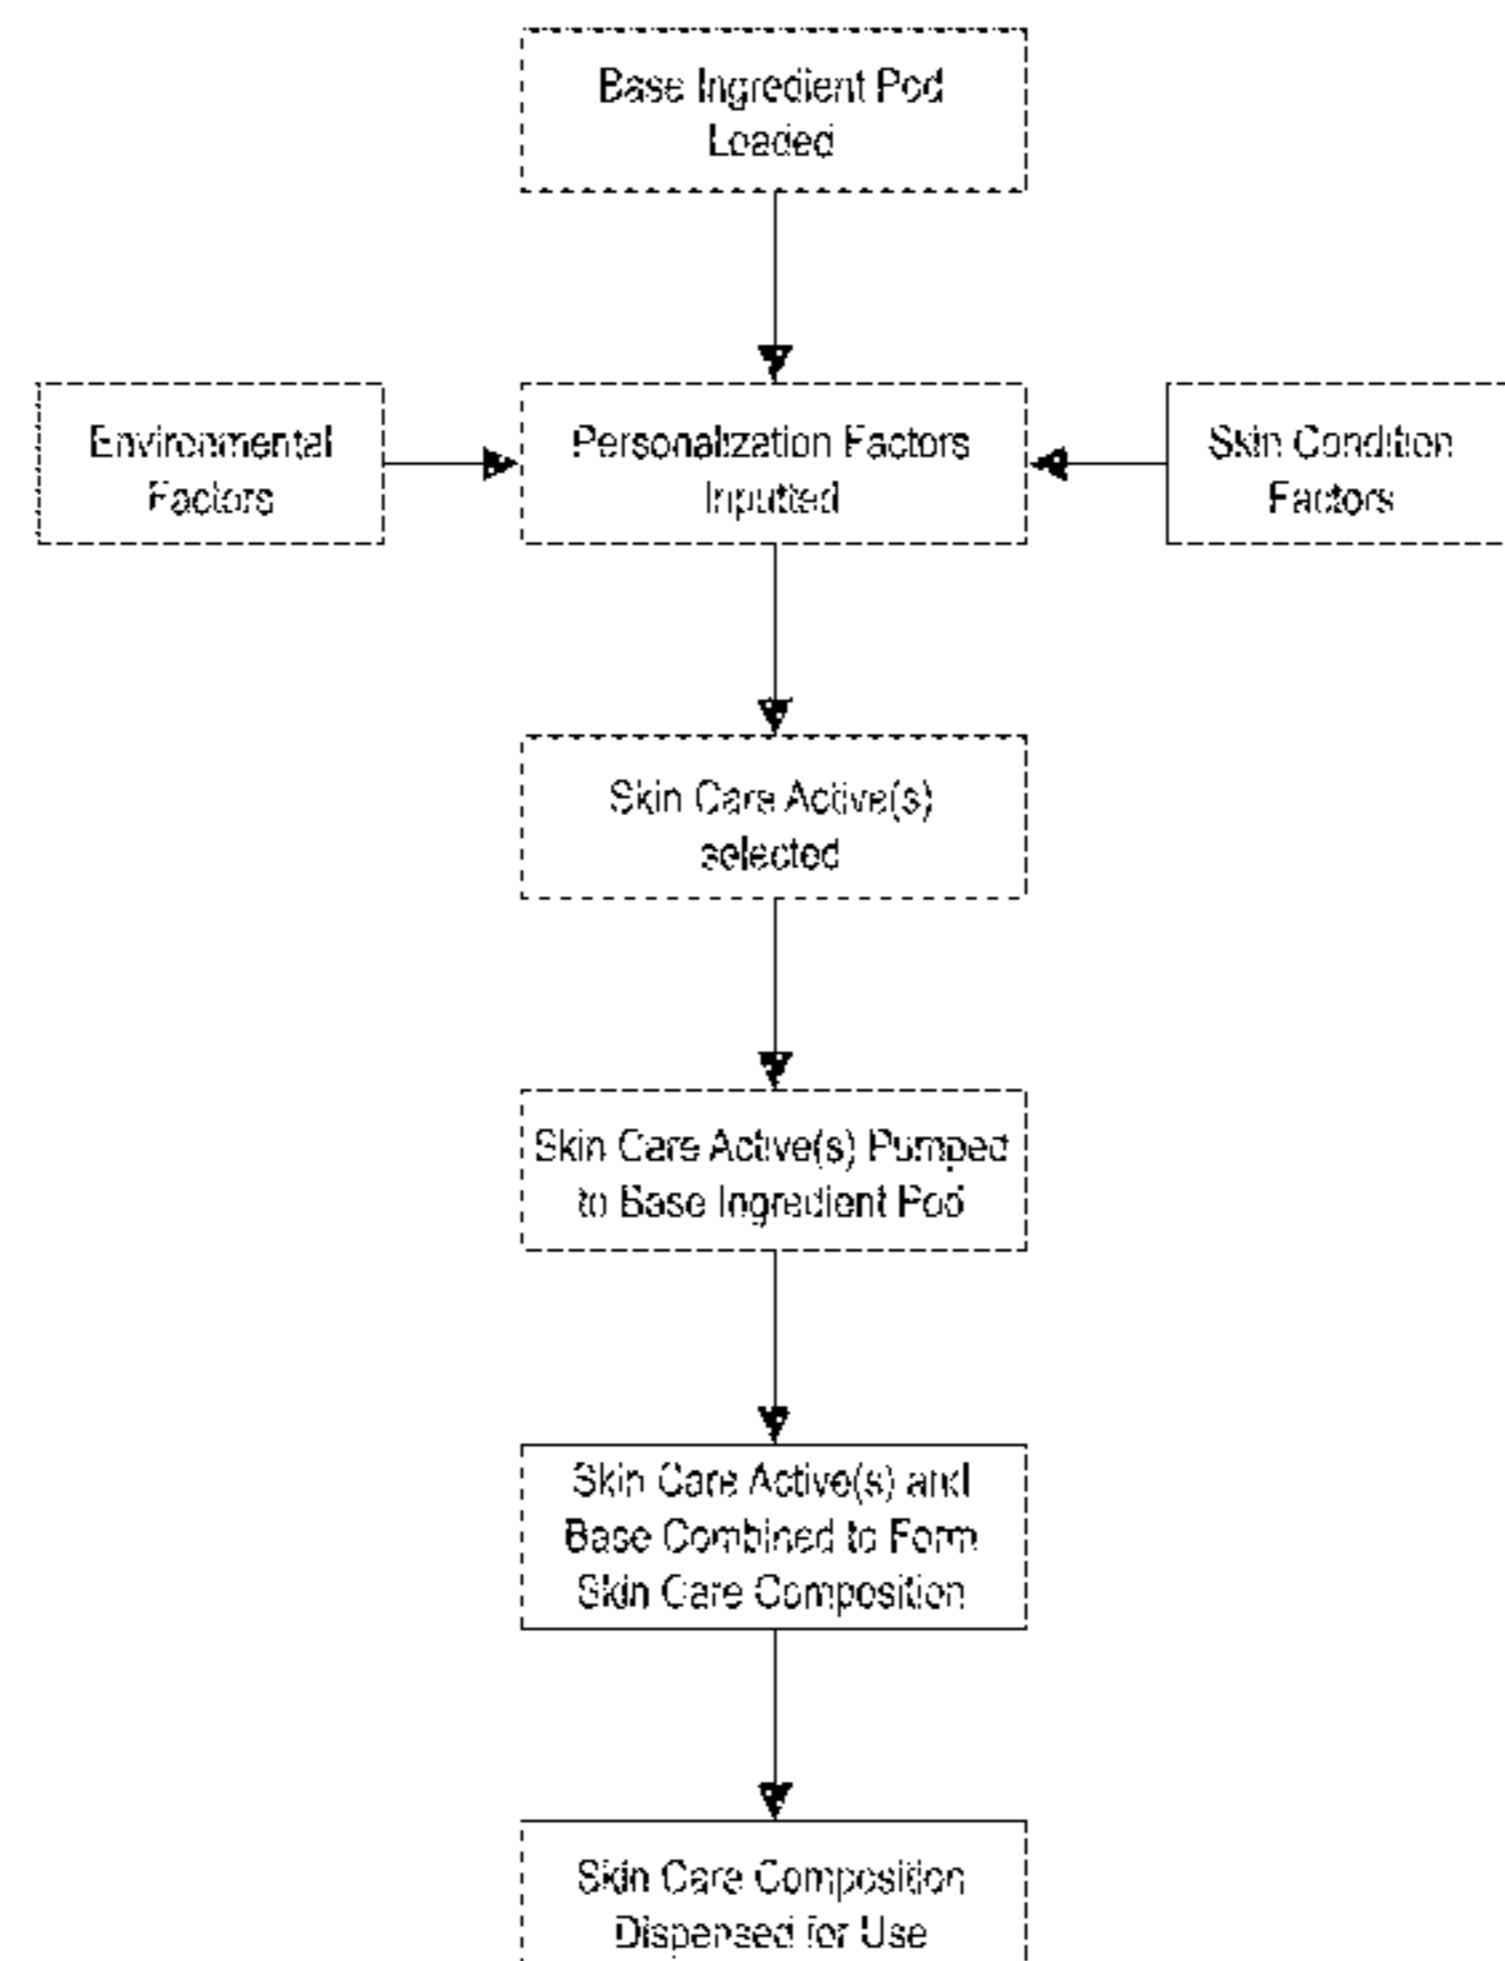 Base Ingredient Pod
Loaded
Environmental
Factors
Personalization Factors
Inputted
Skin Condition
Factors
Skin Care Active(s)
selected
Skin Care Active(s) Pumped
to Base Ingredient Pod
Skin Care Active(s) and
Base Combined to Form
Skin Care Composition
Skin Care Composition
Dispensed for Use